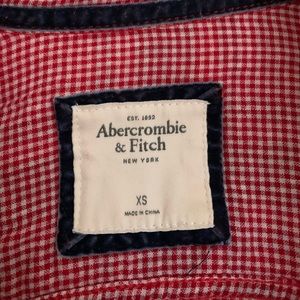 EST. 1892
Abercrombie
& Fitch
NEW YORK
XS
MADE IN CHINA